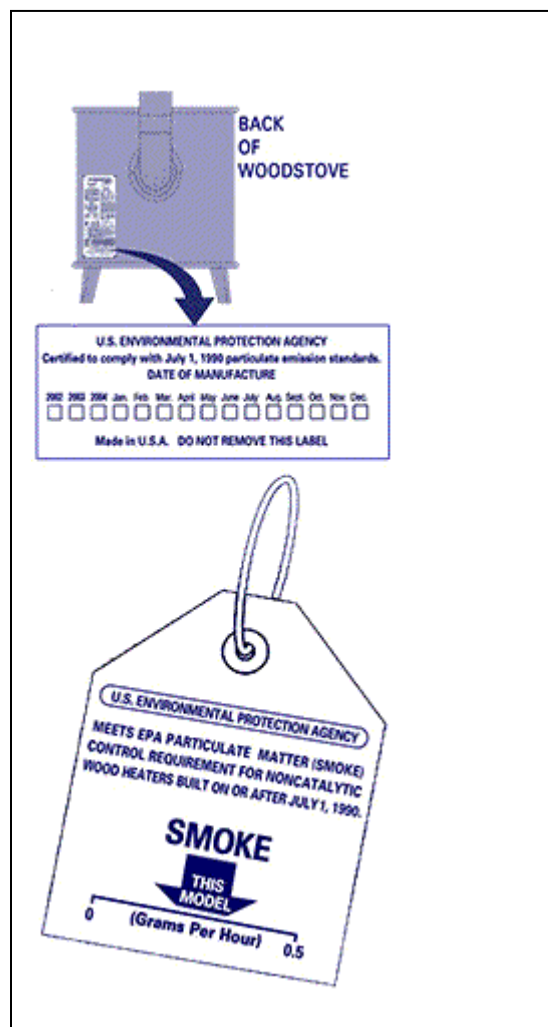 BACK
OF
WOODSTOVE
U.S. ENVIRONMENTAL PROTECTION AGENCY
Certified to comply with July 1, 1990 particulate emission standards.
DATE OF MANUFACTURE
2002 2003 2004 Jan. Feb Mar. April May June July Aug. Sept. Oct. Nov Dec.
Made in U.S.A. DO NOT REMOVE THIS LABEL
U.S. ENVIRONMENTAL PROTECTION AGENCY
MEETS EPA PARTICULATE MATTER (SMOKE)
CONTROL REQUIREMENT FOR NONCATALYTIC
WOOD HEATERS BUILT ON OR AFTER JULY 1, 1990.
SMOKE
THIS
MODEL
0 (Grams Per Hour) 0.5